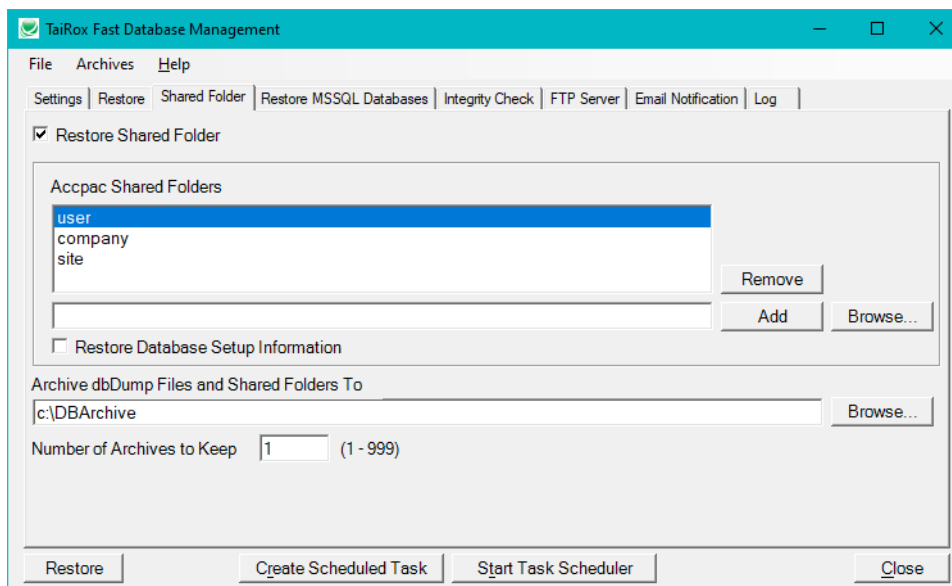 TaiRox Fast Database Management
File Archives Help
Settings Restore Shared Folder Restore MSSQL Databases Integrity Check FTP Server Email Notification Log
Restore Shared Folder
Accpac Shared Folders
user
company
site
Remove
Add Browse...
Restore Database Setup Information
Archive dbDump Files and Shared Folders To
c:\DBArchive Browse...
Number of Archives to Keep 1 (1 - 999)
Restore Create Scheduled Task Start Task Scheduler Close